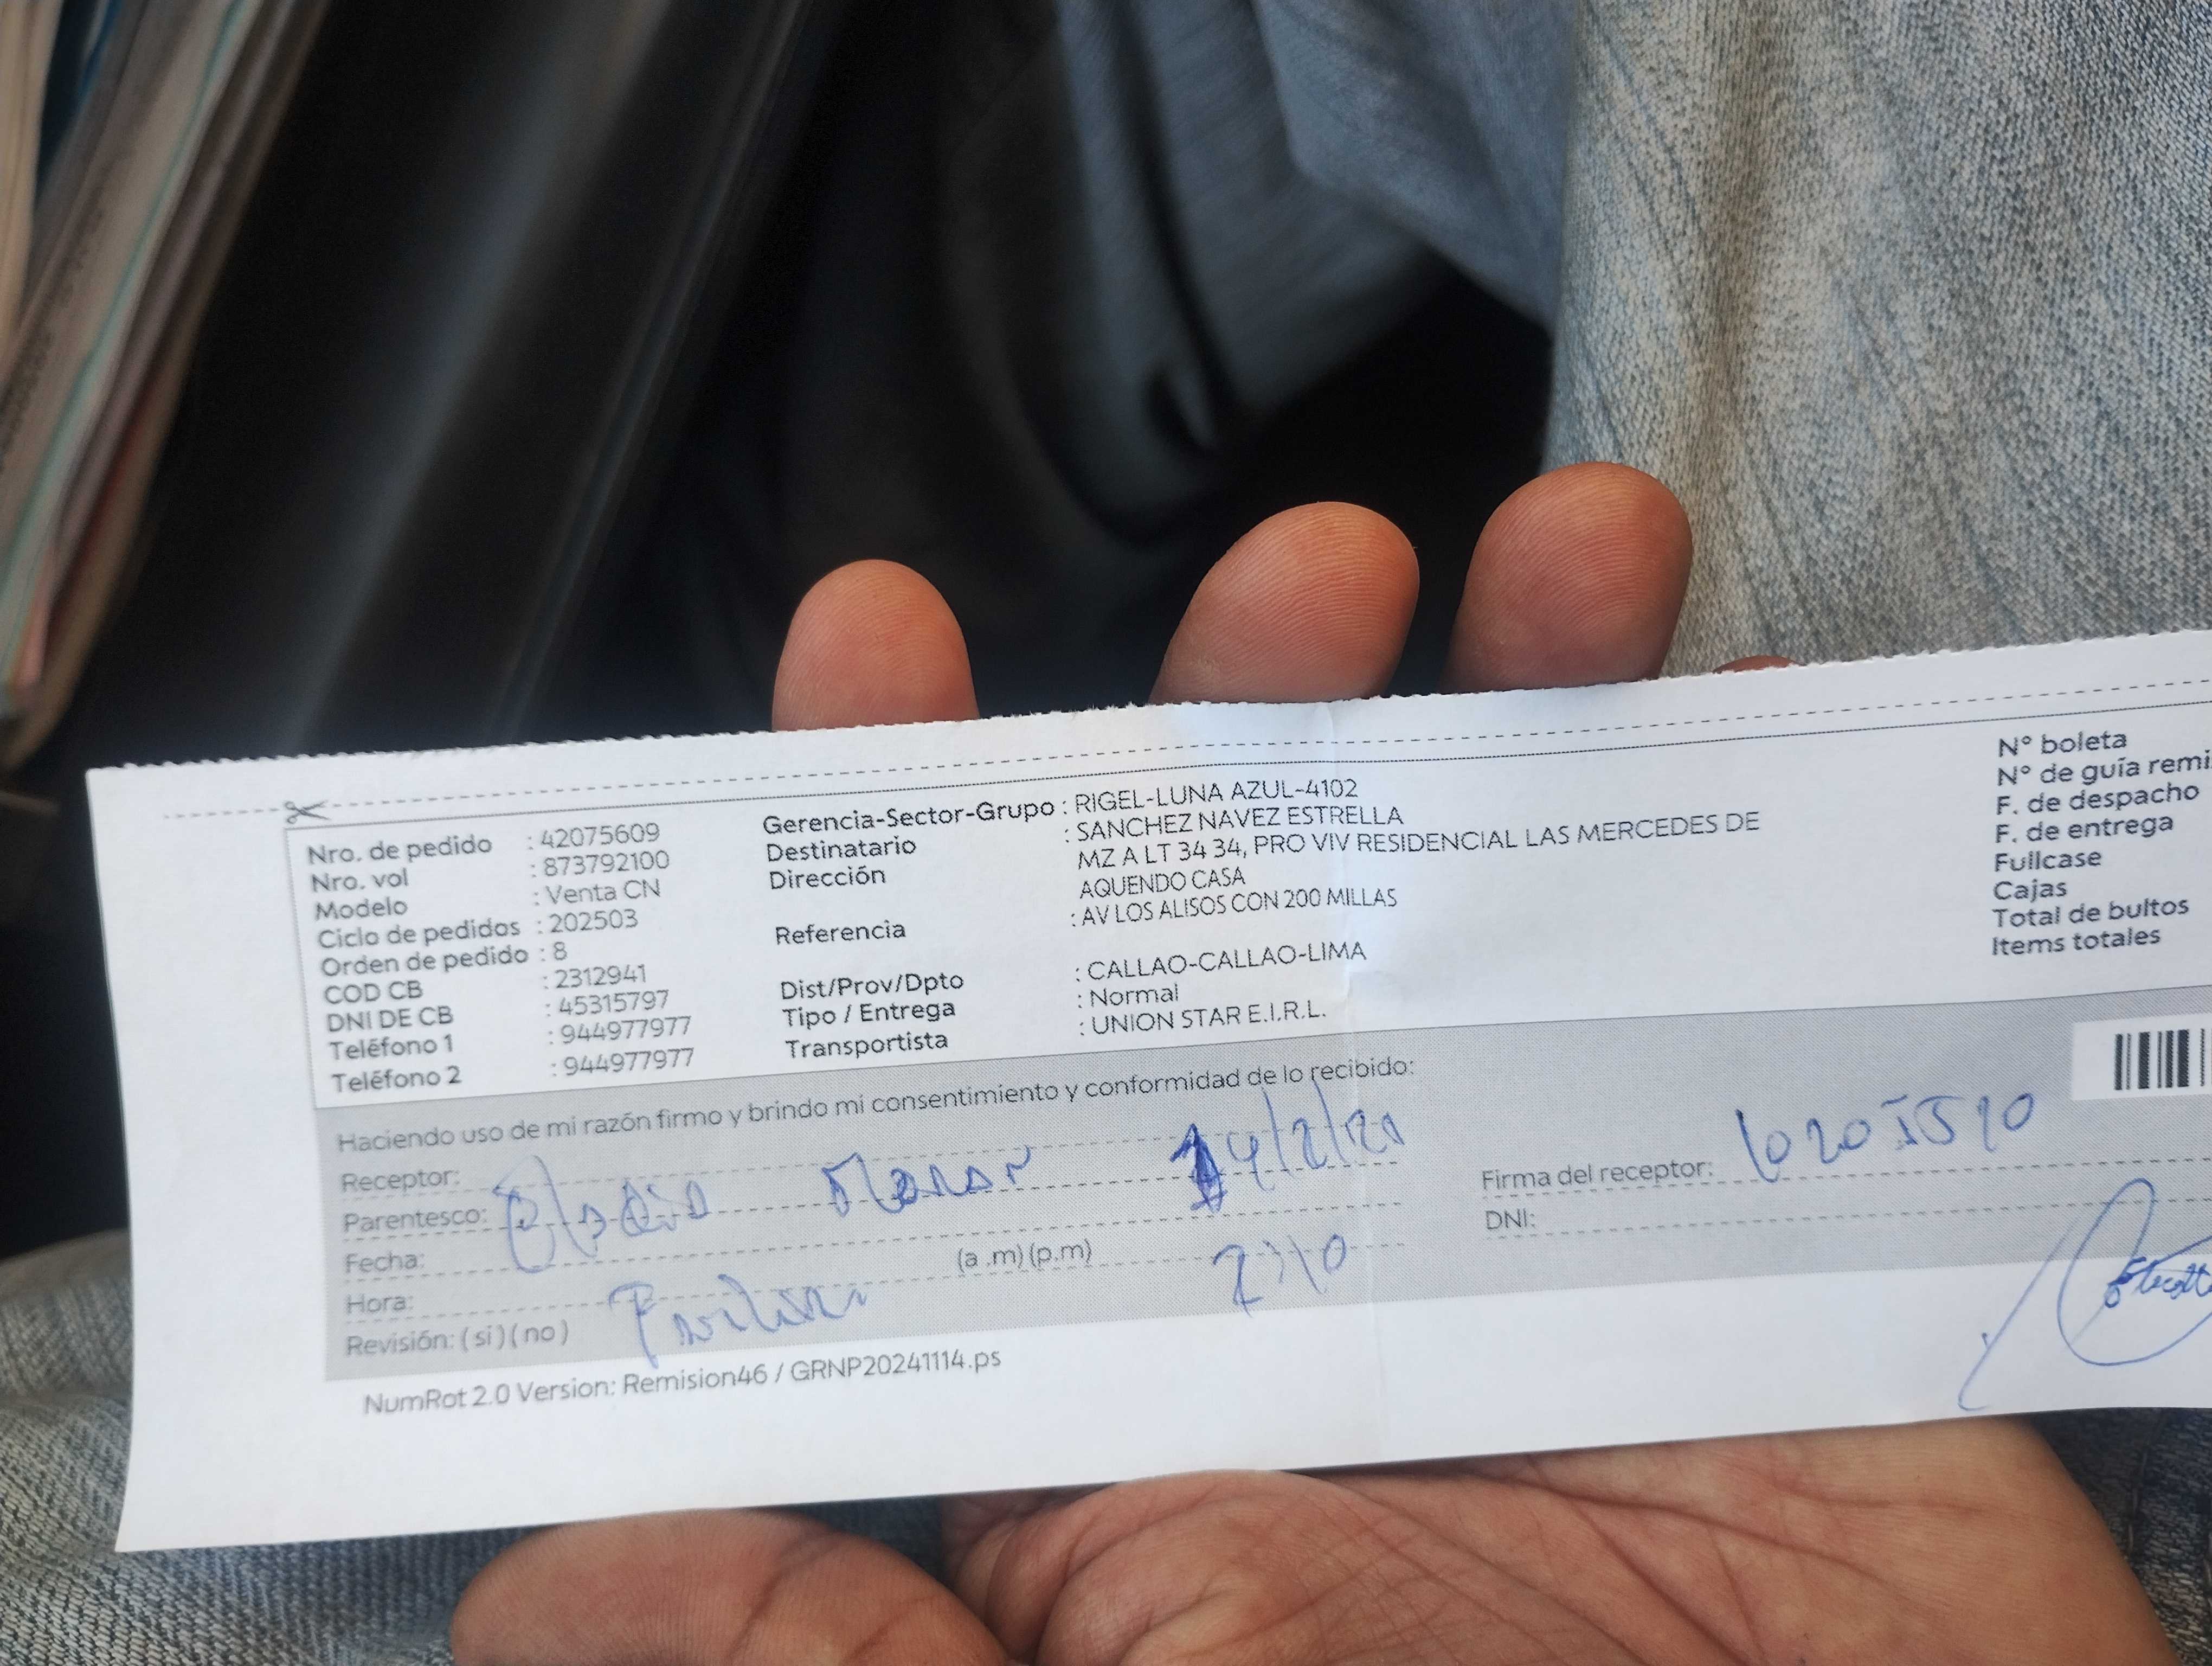 Nro. de pedido : 42075609
Nro. vol : 873792100
Modelo : Venta CN
Ciclo de pedidos : 202503
Orden de pedido : 8
COD CB : 2312941
DNI DE CB : 45315797
Teléfono 1 : 944977977
Teléfono 2 : 944977977
Gerencia-Sector-Grupo : RIGEL-LUNA AZUL-4102
Destinatario : SANCHEZ NAVEZ ESTRELLA
Dirección MZ A LT 34 34, PRO VIV RESIDENCIAL LAS MERCEDES DE
AQUENDO CASA
Referencia : AV LOS ALISOS CON 200 MILLAS
Dist/Prov/Dpto : CALLAO-CALLAO-LIMA
Tipo / Entrega : Normal
Transportista : UNION STAR E.I.R.L.
N° boleta
N° de guía remi
F. de despacho
F. de entrega
Fullcase
Cajas
Total de bultos
Items totales
Haciendo uso de mi razón firmo y brindo mi consentimiento y conformidad de lo recibido:
Receptor:
Parentesco:
Fecha: (a .m) (p.m)
Hora:
Revisión: ( si ) ( no )
Firma del receptor:
DNI:
NumRot 2.0 Version: Remision46 / GRNP20241114.ps